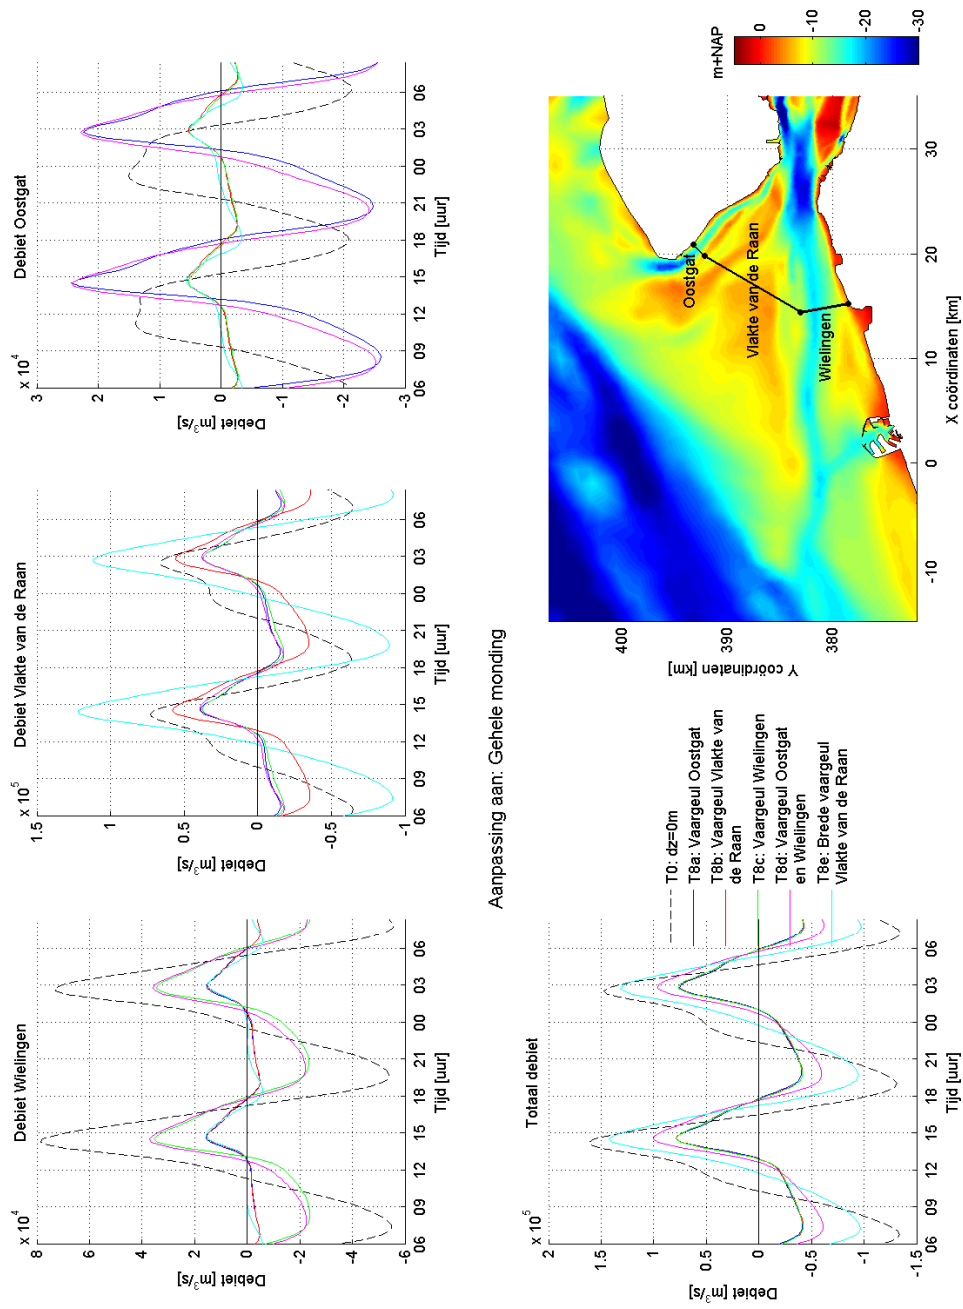 Debiet Wielingen
x 10⁴
Debiet [m³/s]
8
6
4
2
0
-2
-4
-6
06
09
12
15
18
21
00
03
06
Tijd [uur]
Debiet Vlakte van de Raan
x 10⁵
Debiet [m³/s]
1.5
1
0.5
0
-0.5
-1
06
09
12
15
18
21
00
03
06
Tijd [uur]
Debiet Oostgat
x 10⁴
Debiet [m³/s]
3
2
1
0
-1
-2
-3
06
09
12
15
18
21
00
03
06
Tijd [uur]
Aanpassing aan: Gehele monding
Totaal debiet
x 10⁵
Debiet [m³/s]
2
1.5
1
0.5
0
-0.5
-1
-1.5
06
09
12
15
18
21
00
03
06
Tijd [uur]
T0: dz=0m
T8a: Vaargeul Oostgat
T8b: Vaargeul Vlakte van
de Raan
T8c: Vaargeul Wielingen
T8d: Vaargeul Oostgat
en Wielingen
T8e: Brede vaargeul
Vlakte van de Raan
Y coördinaten [km]
400
390
380
-10
0
10
20
30
X coördinaten [km]
Oostgat
Vlakte van de Raan
Wielingen
m+NAP
0
-10
-20
-30